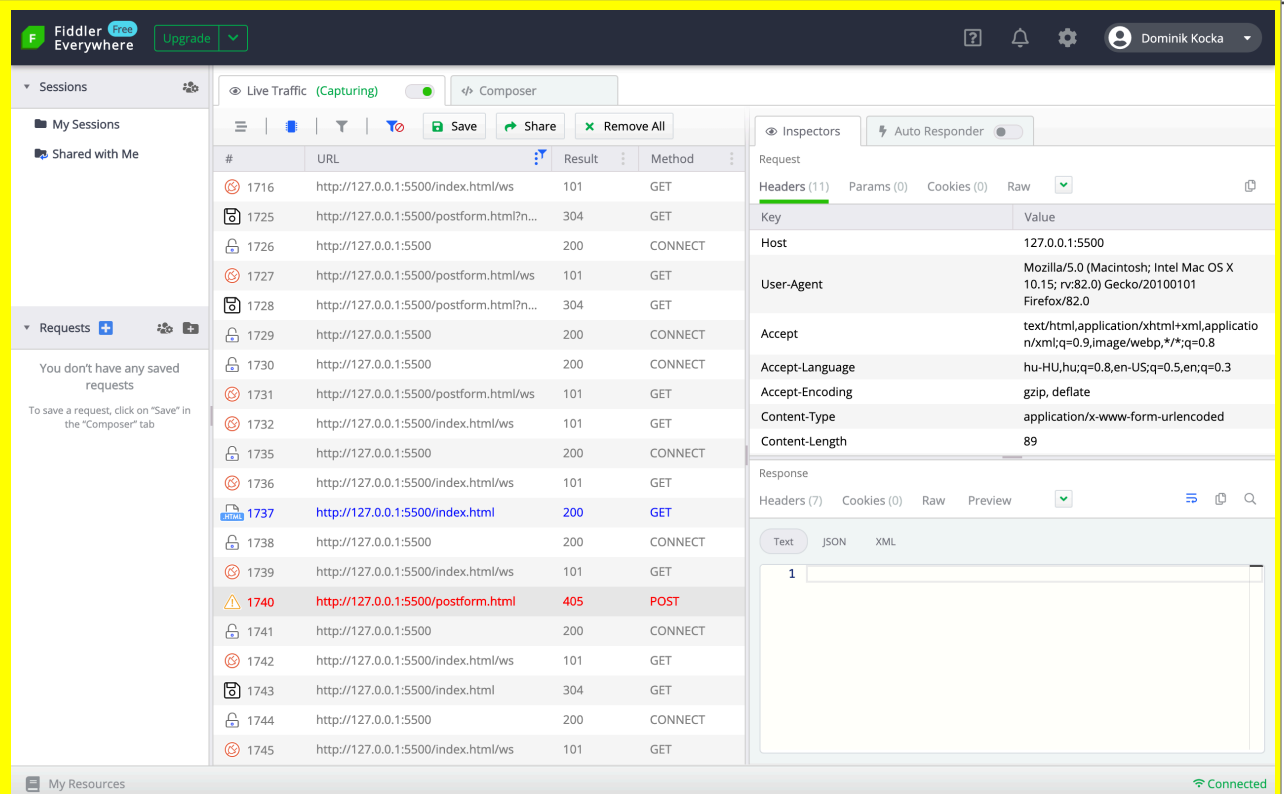 Fiddler Free
Everywhere
Upgrade
Dominik Kocka
Sessions
My Sessions
Shared with Me
Requests
You don't have any saved
requests
To save a request, click on "Save" in
the "Composer" tab
Live Traffic (Capturing)
Composer
Save Share Remove All
# URL Result Method
1716 http://127.0.0.1:5500/index.html/ws 101 GET
1725 http://127.0.0.1:5500/postform.html?n... 304 GET
1726 http://127.0.0.1:5500 200 CONNECT
1727 http://127.0.0.1:5500/postform.html/ws 101 GET
1728 http://127.0.0.1:5500/postform.html?n... 304 GET
1729 http://127.0.0.1:5500 200 CONNECT
1730 http://127.0.0.1:5500 200 CONNECT
1731 http://127.0.0.1:5500/postform.html/ws 101 GET
1732 http://127.0.0.1:5500/index.html/ws 101 GET
1735 http://127.0.0.1:5500 200 CONNECT
1736 http://127.0.0.1:5500/index.html/ws 101 GET
HTML 1737 http://127.0.0.1:5500/index.html 200 GET
1738 http://127.0.0.1:5500 200 CONNECT
1739 http://127.0.0.1:5500/index.html/ws 101 GET
1740 http://127.0.0.1:5500/postform.html 405 POST
1741 http://127.0.0.1:5500 200 CONNECT
1742 http://127.0.0.1:5500/index.html/ws 101 GET
1743 http://127.0.0.1:5500/index.html 304 GET
1744 http://127.0.0.1:5500 200 CONNECT
1745 http://127.0.0.1:5500/index.html/ws 101 GET
Inspectors
Auto Responder
Request
Headers (11) Params (0) Cookies (0) Raw
Key Value
Host 127.0.0.1:5500
User-Agent Mozilla/5.0 (Macintosh; Intel Mac OS X
10.15; rv:82.0) Gecko/20100101
Firefox/82.0
Accept text/html,application/xhtml+xml,applicatio
n/xml;q=0.9,image/webp,*/*;q=0.8
Accept-Language hu-HU,hu;q=0.8,en-US;q=0.5,en;q=0.3
Accept-Encoding gzip, deflate
Content-Type application/x-www-form-urlencoded
Content-Length 89
Response
Headers (7) Cookies (0) Raw Preview
Text JSON XML
1
My Resources
Connected